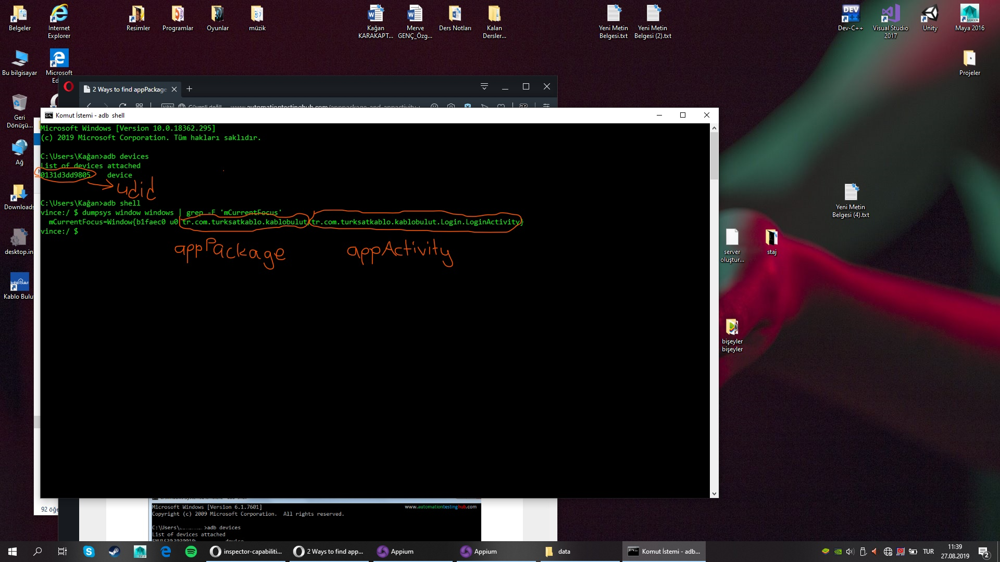 Belgeler
Internet Explorer
Resimler
Programlar
Oyunlar
müzik
Kağan KARAKAPT...
Merve GENÇ_Özg...
Ders Notları
Kalan Dersler...
Yeni Metin Belgesi.txt
Yeni Metin Belgesi (2).txt
Dev-C++
Visual Studio 2017
Unity
Maya 2016
Bu bilgisayar
Microsoft Ed
Projeler
2 Ways to find appPackage
VPN
Güvenli değil
www.automationtestinghub.com/apppackage-and-appactivity-
Geri Dönüşü...
Komut İstemi - adb shell
Microsoft Windows [Version 10.0.18362.295]
(c) 2019 Microsoft Corporation. Tüm hakları saklıdır.
C:\Users\Kağan>adb devices
List of devices attached
0131d3dd9805 device
udid
C:\Users\Kağan>adb shell
vince:/ $ dumpsys window windows | grep -E 'mCurrentFocus'
mCurrentFocus=Window{b1faec0 u0 tr.com.turksatkablo.kablobulut/tr.com.turksatkablo.kablobulut.Login.LoginActivity}
vince:/ $
appPackage
appActivity
Ağ
Downloads
desktop.in
kablobulut
Kablo Bulu
Yeni Metin Belgesi (4).txt
server oluştur...
staj
bişeyler bişeyler
92 öğe
Microsoft Windows [Version 6.1.7601]
www.automationtestinghub.com
Copyright (c) 2009 Microsoft Corporation. All rights reserved.
>adb devices
List of devices attached
inspector-capabiliti...
2 Ways to find app...
Appium
Appium
data
Komut İstemi - adb...
TUR
11:39
27.08.2019
2